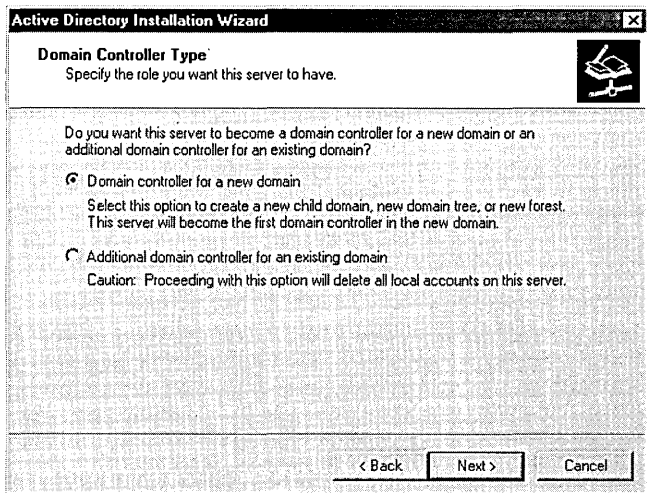 Active Directory Installation Wizard
Domain Controller Type
Specify the role you want this server to have.
Do you want this server to become a domain controller for a new domain or an
additional domain controller for an existing domain?
Domain controller for a new domain
Select this option to create a new child domain, new domain tree, or new forest.
This server will become the first domain controller in the new domain.
Additional domain controller for an existing domain
Caution: Proceeding with this option will delete all local accounts on this server.
< Back Next > Cancel